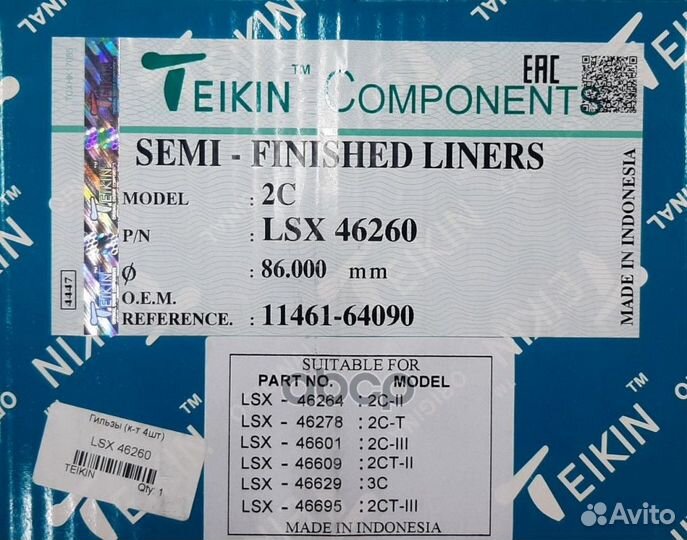 TEIKIN™ COMPONENTS
EAC
SEMI - FINISHED LINERS
MODEL : 2C
P/N : LSX 46260
ϕ : 86.000 mm
O.E.M.
REFERENCE. : 11461-64090
MADE IN INDONESIA
4447
TEIKIN™
TEIKIN
SUITABLE FOR
PART NO. MODEL
LSX - 46264 : 2C-II
LSX - 46278 : 2C-T
LSX - 46601 : 2C-III
LSX - 46609 : 2CT-II
LSX - 46629 : 3C
LSX - 46695 : 2CT-III
MADE IN INDONESIA
Гильзы (к-т 4шт)
LSX 46260
TEIKIN
Qty: 1
TEIKIN
Avito